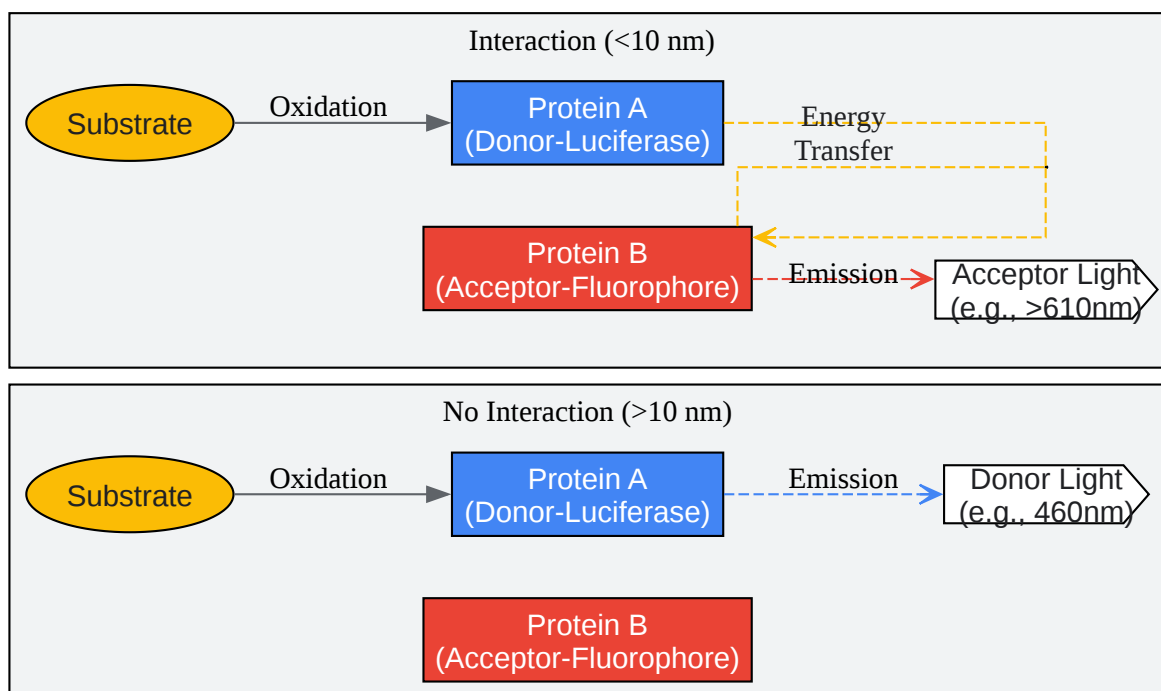 Interaction (<10 nm)
Substrate
Oxidation
Protein A
(Donor-Luciferase)
Energy
Transfer
Protein B
(Acceptor-Fluorophore)
Emission
Acceptor Light
(e.g., >610nm)
No Interaction (>10 nm)
Substrate
Oxidation
Protein A
(Donor-Luciferase)
Emission
Donor Light
(e.g., 460nm)
Protein B
(Acceptor-Fluorophore)